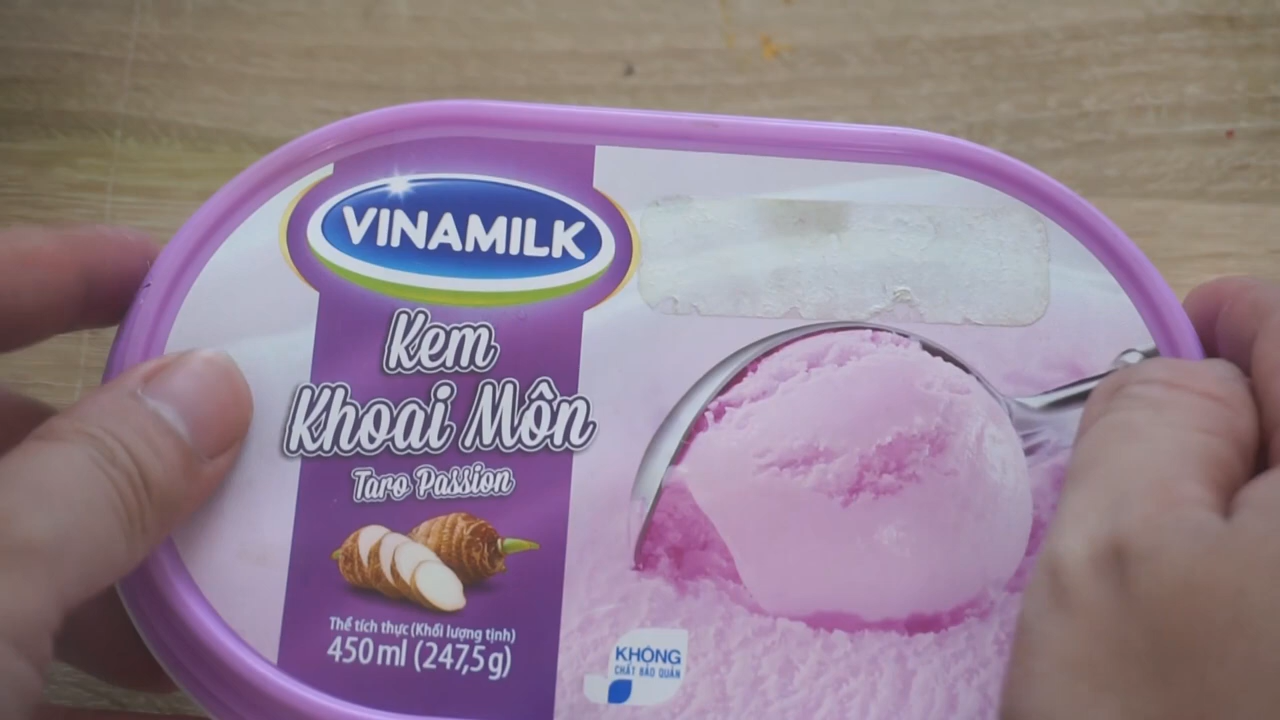 VINAMILK
Kem
Khoai Môn
Taro Passion
Thể tích thực (Khối lượng tịnh)
450 ml (247,5g)
KHÔNG
CHẤT BẢO QUẢN